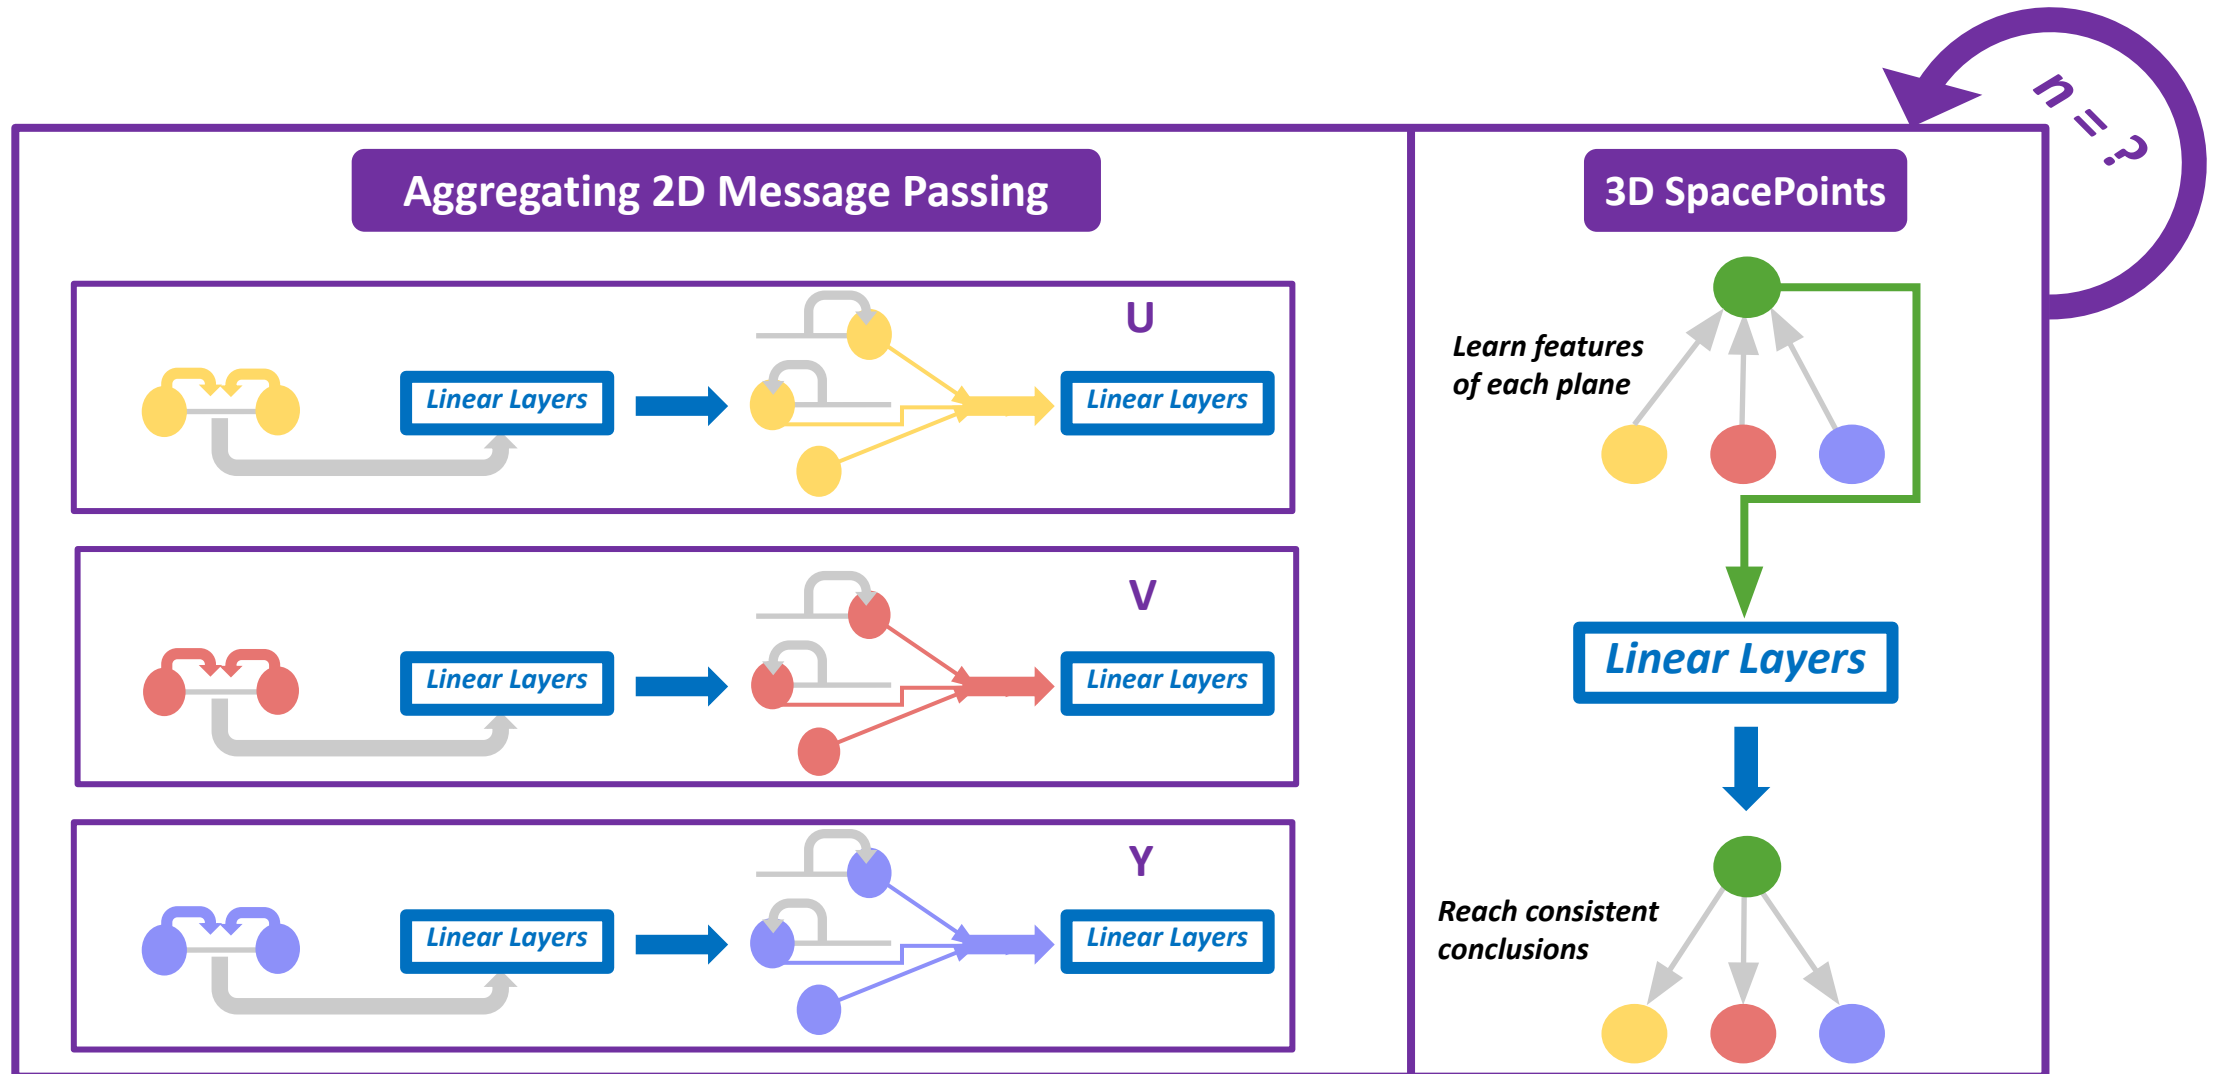 Aggregating 2D Message Passing
3D SpacePoints
n = ?
U
Linear Layers
Linear Layers
V
Linear Layers
Linear Layers
Y
Linear Layers
Linear Layers
Learn features
of each plane
Linear Layers
Reach consistent
conclusions